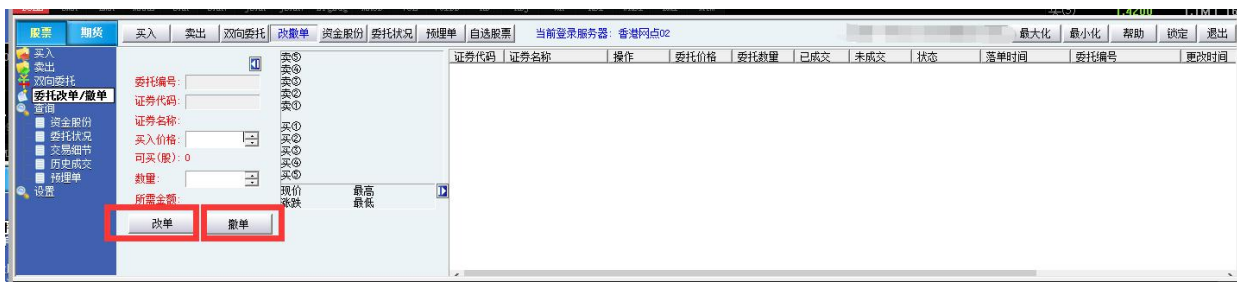 股票 期货 买入 卖出 双向委托 改撤单 资金股份 委托状况 预埋单 自选股票 当前登录服务器: 香港网点02 最大化 最小化 帮助 锁定 退出
买入
卖出
双向委托
委托改单/撤单
查询
资金股份
委托状况
交易细节
历史成交
预埋单
设置
委托编号:
证券代码:
证券名称:
买入价格:
可买(股): 0
数量:
所需金额:
改单 撤单
卖⑤
卖④
卖③
卖②
卖①
买①
买②
买③
买④
买⑤
现价 最高
涨跌 最低
证券代码 证券名称 操作 委托价格 委托数量 已成交 未成交 状态 落单时间 委托编号 更改时间